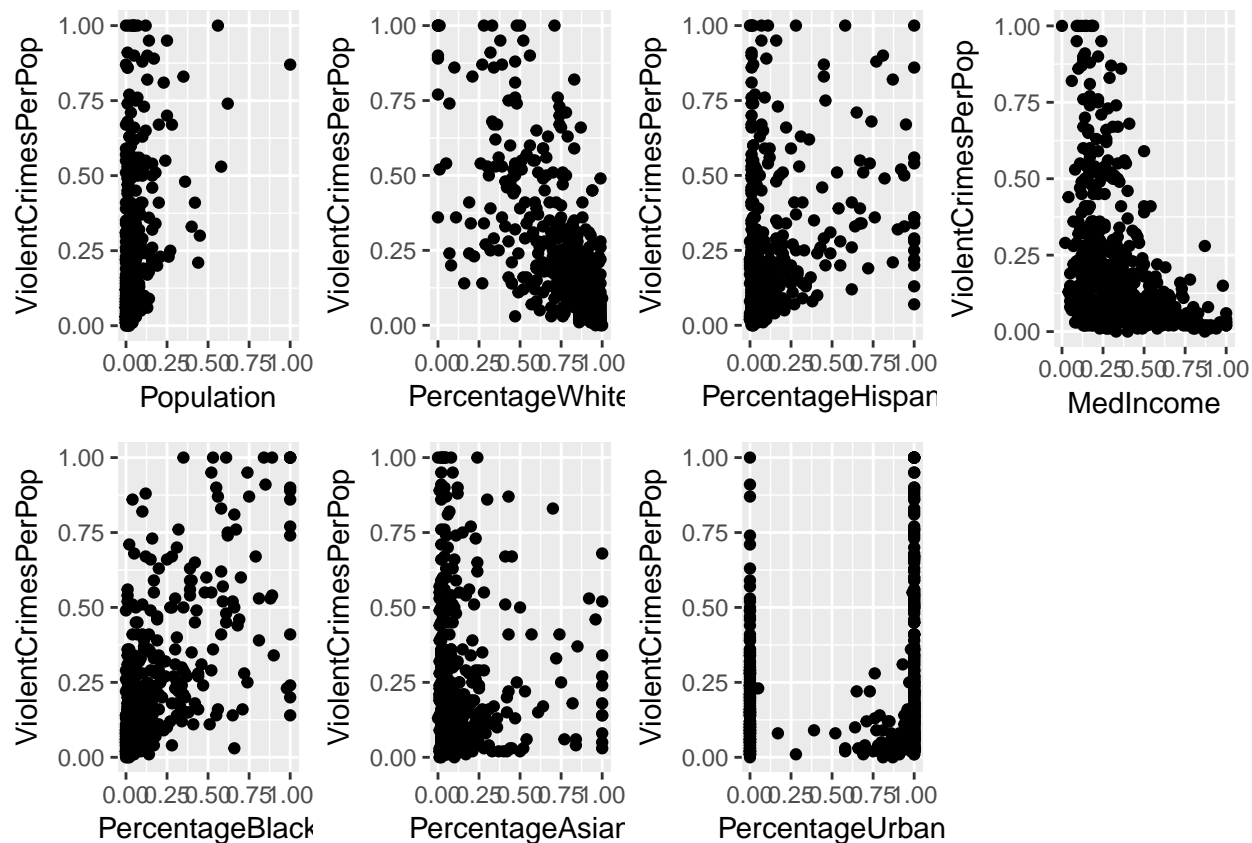 ViolentCrimesPerPop
1.00
0.75
0.50
0.25
0.00
0.00 0.25 0.50 0.75 1.00
Population
ViolentCrimesPerPop
1.00
0.75
0.50
0.25
0.00
0.00 0.25 0.50 0.75 1.00
PercentageWhite
ViolentCrimesPerPop
1.00
0.75
0.50
0.25
0.00
0.00 0.25 0.50 0.75 1.00
PercentageHispan
ViolentCrimesPerPop
1.00
0.75
0.50
0.25
0.00
0.00 0.25 0.50 0.75 1.00
MedIncome
ViolentCrimesPerPop
1.00
0.75
0.50
0.25
0.00
0.00 0.25 0.50 0.75 1.00
PercentageBlack
ViolentCrimesPerPop
1.00
0.75
0.50
0.25
0.00
0.00 0.25 0.50 0.75 1.00
PercentageAsian
ViolentCrimesPerPop
1.00
0.75
0.50
0.25
0.00
0.00 0.25 0.50 0.75 1.00
PercentageUrban